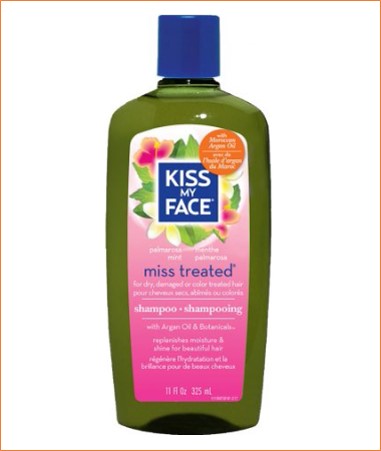 with
Moroccan
Argan Oil
avec de
l'huile d'argan
du Maroc
KISS
MY
FACE®
palmarosa menthe
mint palmarosa
miss treated®
for dry, damaged or color treated hair
pour cheveux secs, abîmés ou colorés
shampoo • shampooing
with Argan Oil & Botanicals
replenishes moisture &
shine for beautiful hair
régénère l'hydratation et la
brillance pour de beaux cheveux
11 fl Oz 325 mL